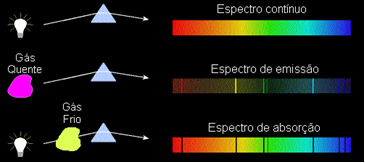 Espectro contínuo
Gás
Quente
Espectro de emissão
Gás
Frio
Espectro de absorção